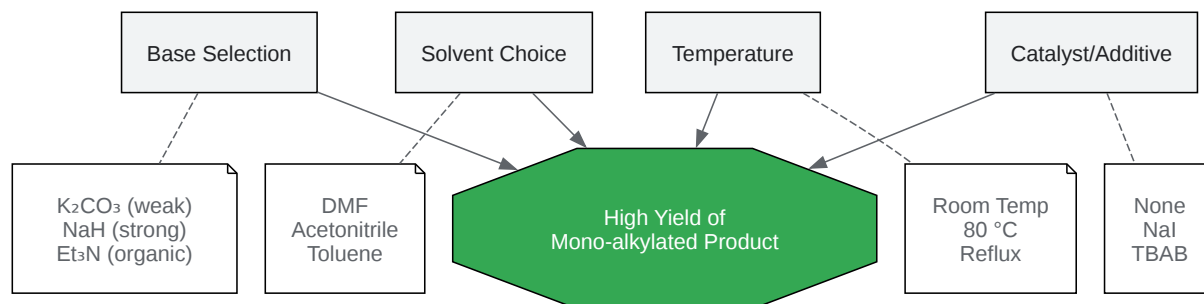 Base Selection
Solvent Choice
Temperature
Catalyst/Additive
K₂CO₃ (weak)
NaH (strong)
Et₃N (organic)
DMF
Acetonitrile
Toluene
High Yield of
Mono-alkylated Product
Room Temp
80 °C
Reflux
None
NaI
TBAB